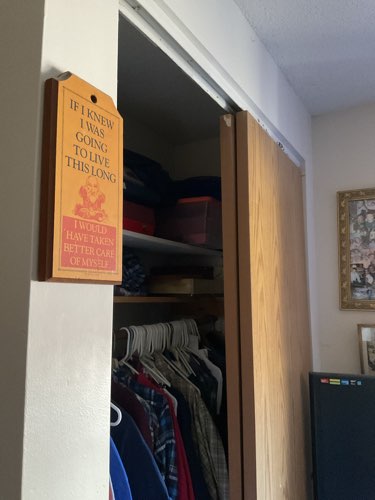 IF I KNEW
I WAS
GOING
TO LIVE
THIS LONG
I WOULD
HAVE TAKEN
BETTER CARE
OF MYSELF